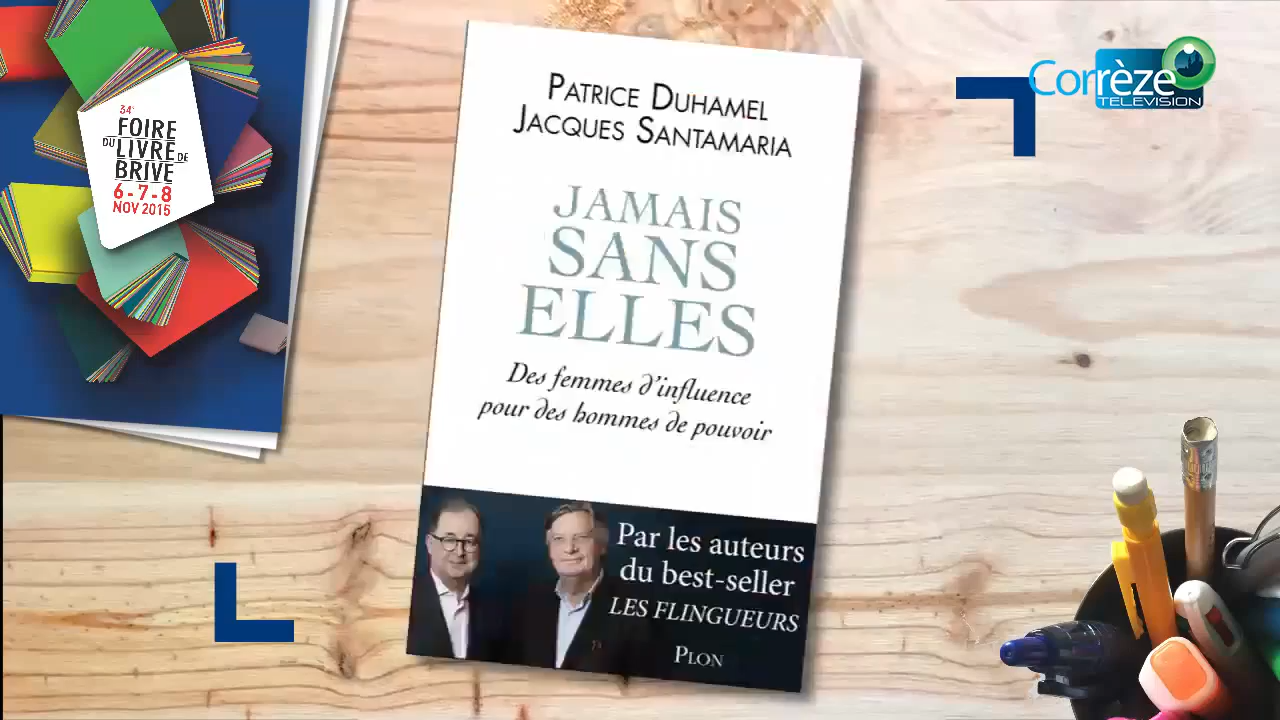 34e
FOIRE
DU LIVRE DE
BRIVE
6-7-8
NOV 2015
PATRICE DUHAMEL
JACQUES SANTAMARIA
JAMAIS
SANS
ELLES
Des femmes d'influence
pour des hommes de pouvoir
Par les auteurs
du best-seller
LES FLINGUEURS
PLON
Corrèze
TELEVISION